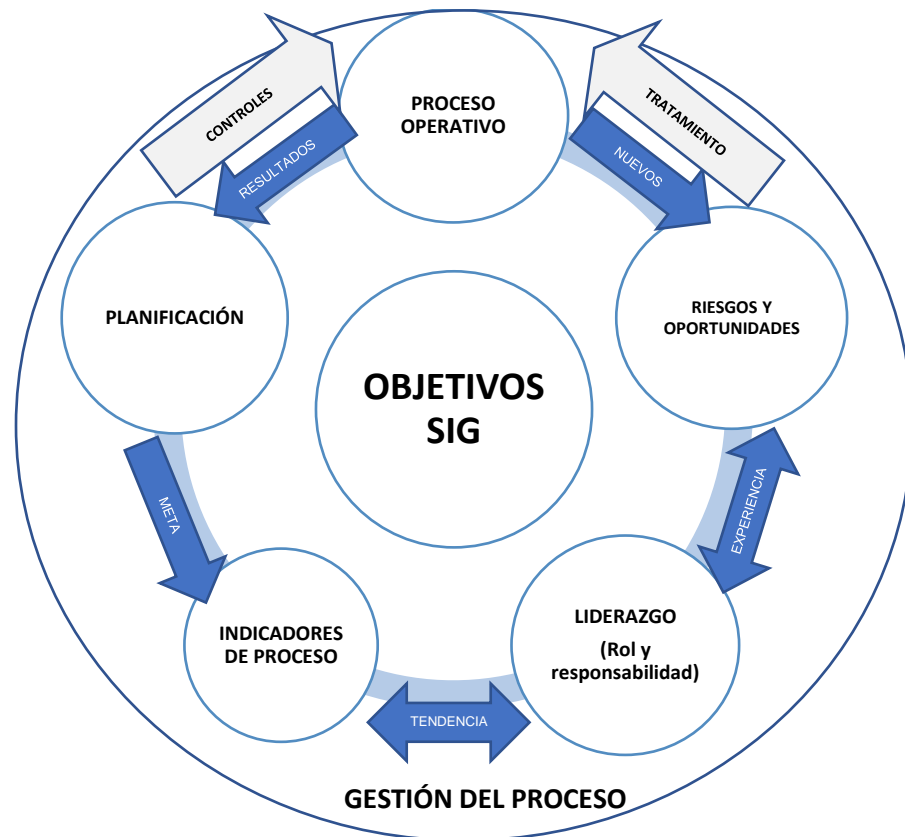 PROCESO
OPERATIVO
CONTROLES
RESULTADOS
TRATAMIENTO
NUEVOS
PLANIFICACIÓN
RIESGOS Y
OPORTUNIDADES
OBJETIVOS
SIG
META
EXPERIENCIA
INDICADORES
DE PROCESO
LIDERAZGO
(Rol y
responsabilidad)
TENDENCIA
GESTIÓN DEL PROCESO